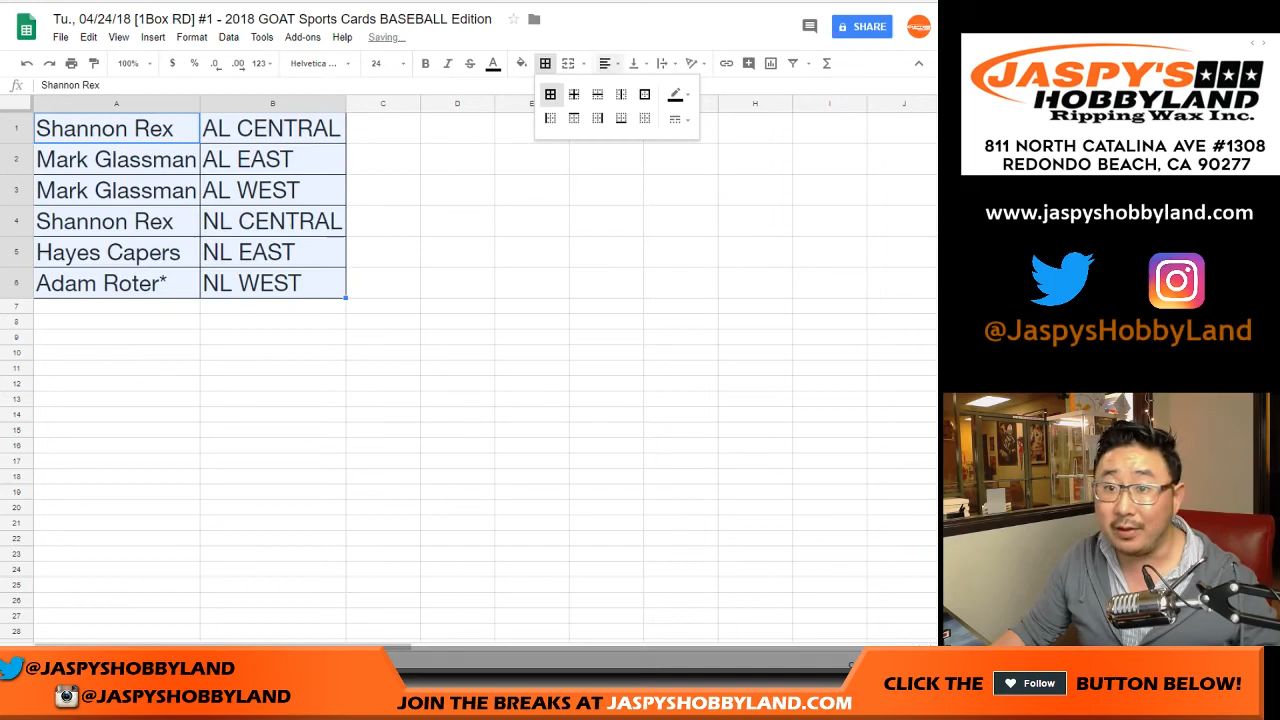 Tu., 04/24/18 [1Box RD] #1 - 2018 GOAT Sports Cards BASEBALL Edition
File Edit View Insert Format Data Tools Add-ons Help Saving...
SHARE
100% $ % .0 .00 123 Helvetica ... 24 B I S A
fx Shannon Rex
A B C D E H I J
1 Shannon Rex AL CENTRAL
2 Mark Glassman AL EAST
3 Mark Glassman AL WEST
4 Shannon Rex NL CENTRAL
5 Hayes Capers NL EAST
6 Adam Roter* NL WEST
7
8
9
10
11
12
13
14
15
16
17
18
19
20
21
22
23
24
25
26
27
28
JASPY'S
HOBBYLAND
Ripping Wax Inc.
811 NORTH CATALINA AVE #1308
REDONDO BEACH, CA 90277
www.jaspyshobbyland.com
@JaspysHobbyLand
@JASPYSHOBBYLAND
@JASPYSHOBBYLAND
JOIN THE BREAKS AT JASPYSHOBBYLAND.COM
CLICK THE Follow BUTTON BELOW!